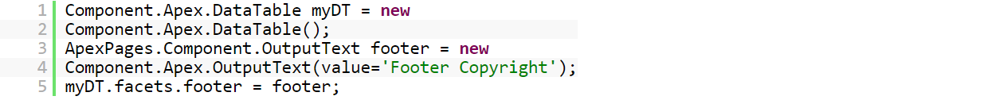 1 Component.Apex.DataTable myDT = new
2 Component.Apex.DataTable();
3 ApexPages.Component.OutputText footer = new
4 Component.Apex.OutputText(value='Footer Copyright');
5 myDT.facets.footer = footer;